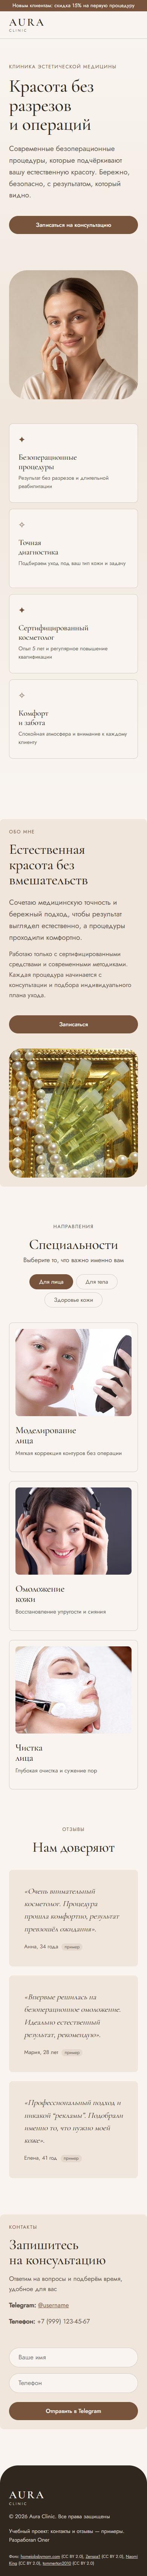 Новым клиентам: скидка 15% на первую процедуру
AURA
CLINIC
КЛИНИКА ЭСТЕТИЧЕСКОЙ МЕДИЦИНЫ
Красота без
разрезов
и операций
Современные безоперационные
процедуры, которые подчёркивают
вашу естественную красоту. Бережно,
безопасно, с результатом, который
видно.
Записаться на консультацию
Безоперационные
процедуры
Результат без разрезов и длительной
реабилитации
Точная
диагностика
Подбираем уход под ваш тип кожи и задачу
Сертифицированный
косметолог
Опыт 5 лет и регулярное повышение
квалификации
Комфорт
и забота
Спокойная атмосфера и внимание к каждому
клиенту
ОБО МНЕ
Естественная
красота без
вмешательств
Сочетаю медицинскую точность и
бережный подход, чтобы результат
выглядел естественно, а процедуры
проходили комфортно.
Работаю только с сертифицированными
средствами и современными методиками.
Каждая процедура начинается с
консультации и подбора индивидуального
плана ухода.
Записаться
НАПРАВЛЕНИЯ
Специальности
Выберите то, что важно именно вам
Для лица
Для тела
Здоровье кожи
Моделирование
лица
Мягкая коррекция контуров без операции
Омоложение
кожи
Восстановление упругости и сияния
Чистка
лица
Глубокая очистка и сужение пор
ОТЗЫВЫ
Нам доверяют
«Очень внимательный
косметолог. Процедура
прошла комфортно, результат
превзошёл ожидания».
Анна, 34 года пример
«Впервые решилась на
безоперационное омоложение.
Идеально естественный
результат, рекомендую».
Мария, 28 лет пример
«Профессиональный подход и
никакой “рекламы”. Подобрали
именно то, что нужно моей
коже».
Елена, 41 год пример
КОНТАКТЫ
Запишитесь
на консультацию
Ответим на вопросы и подберём время,
удобное для вас
Telegram: @username
Телефон: +7 (999) 123-45-67
Ваше имя
Телефон
Отправить в Telegram
AURA
CLINIC
© 2026 Aura Clinic. Все права защищены
Учебный проект: контакты и отзывы — примеры.
Разработал Олег